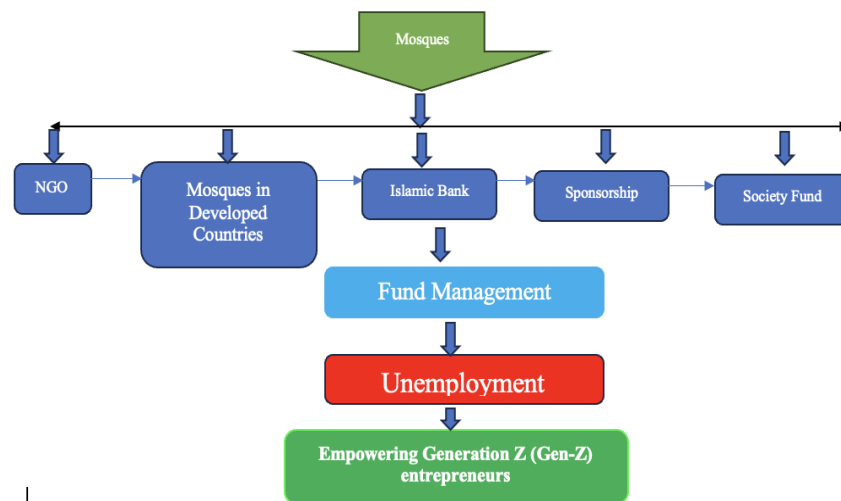 Mosques
NGO
Mosques in
Developed
Countries
Islamic Bank
Sponsorship
Society Fund
Fund Management
Unemployment
Empowering Generation Z (Gen-Z)
entrepreneurs